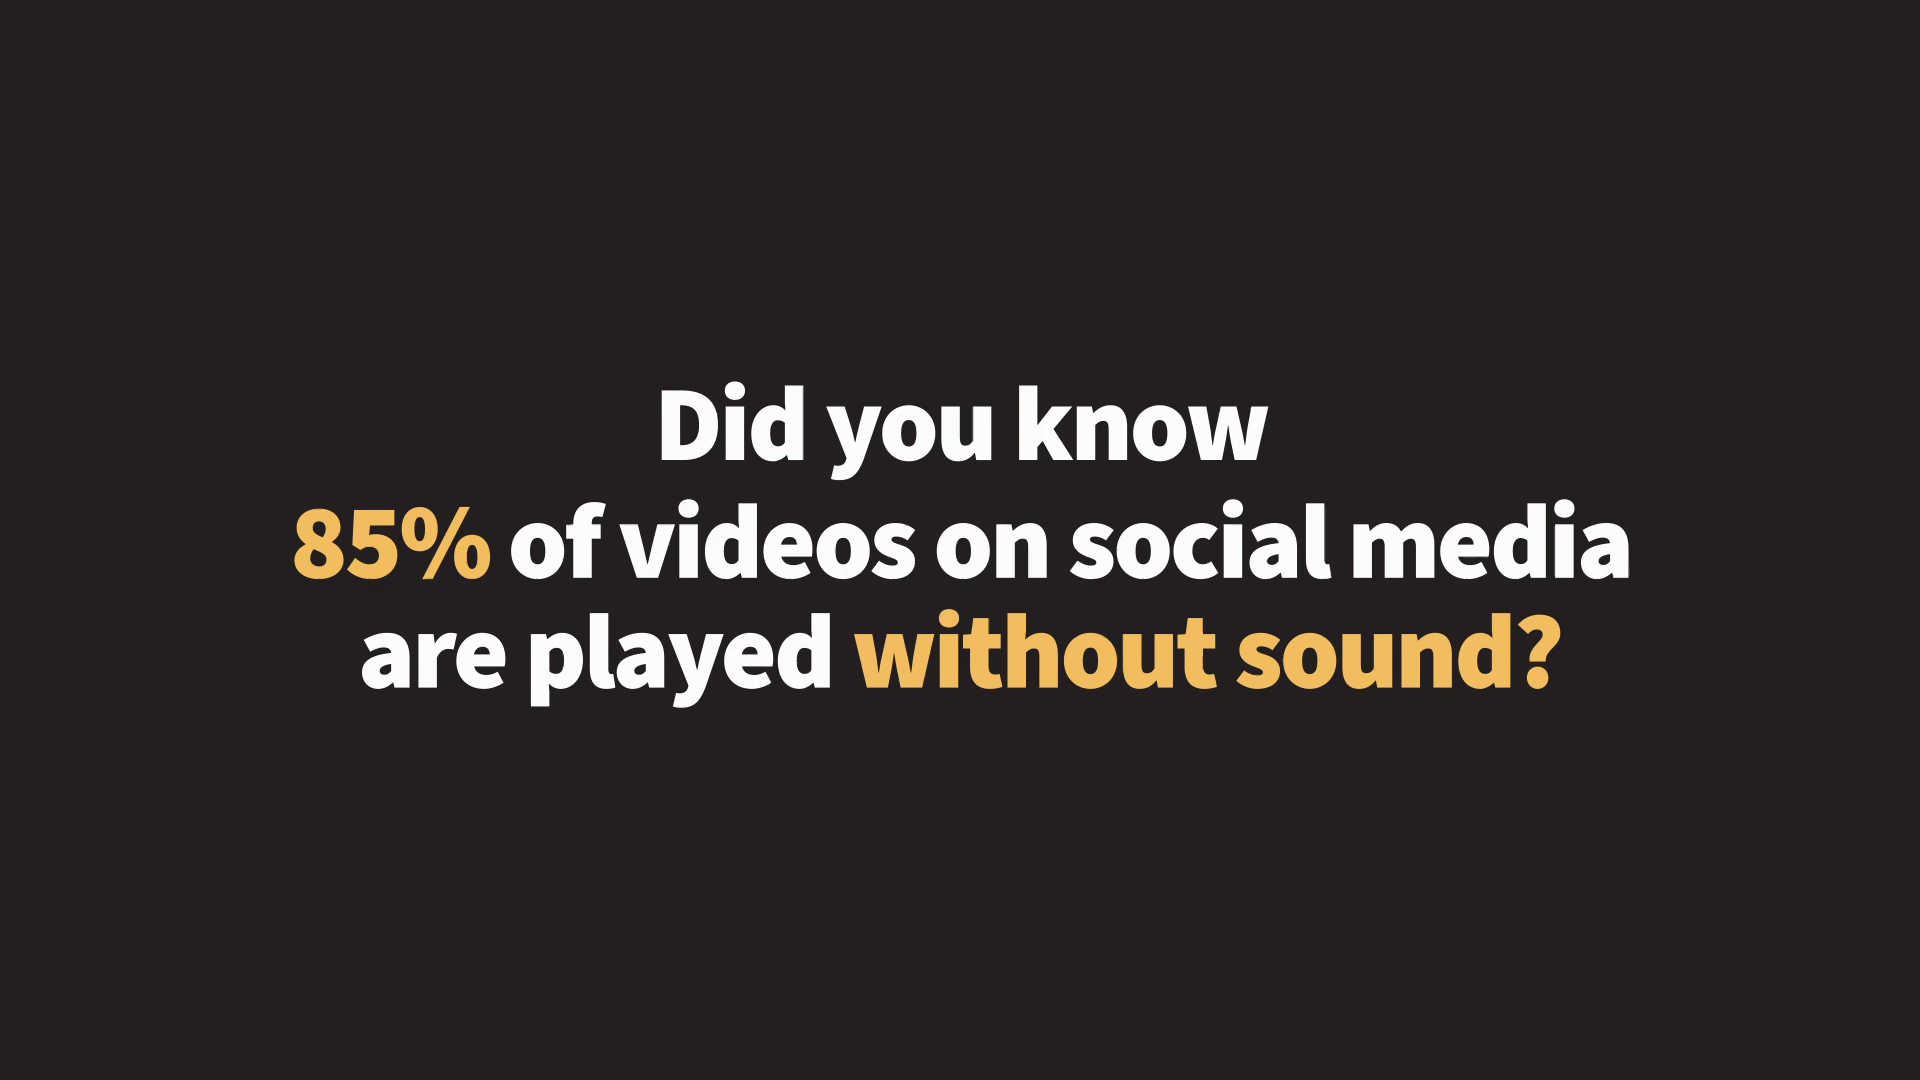 Did you know
85% of videos on social media
are played without sound?